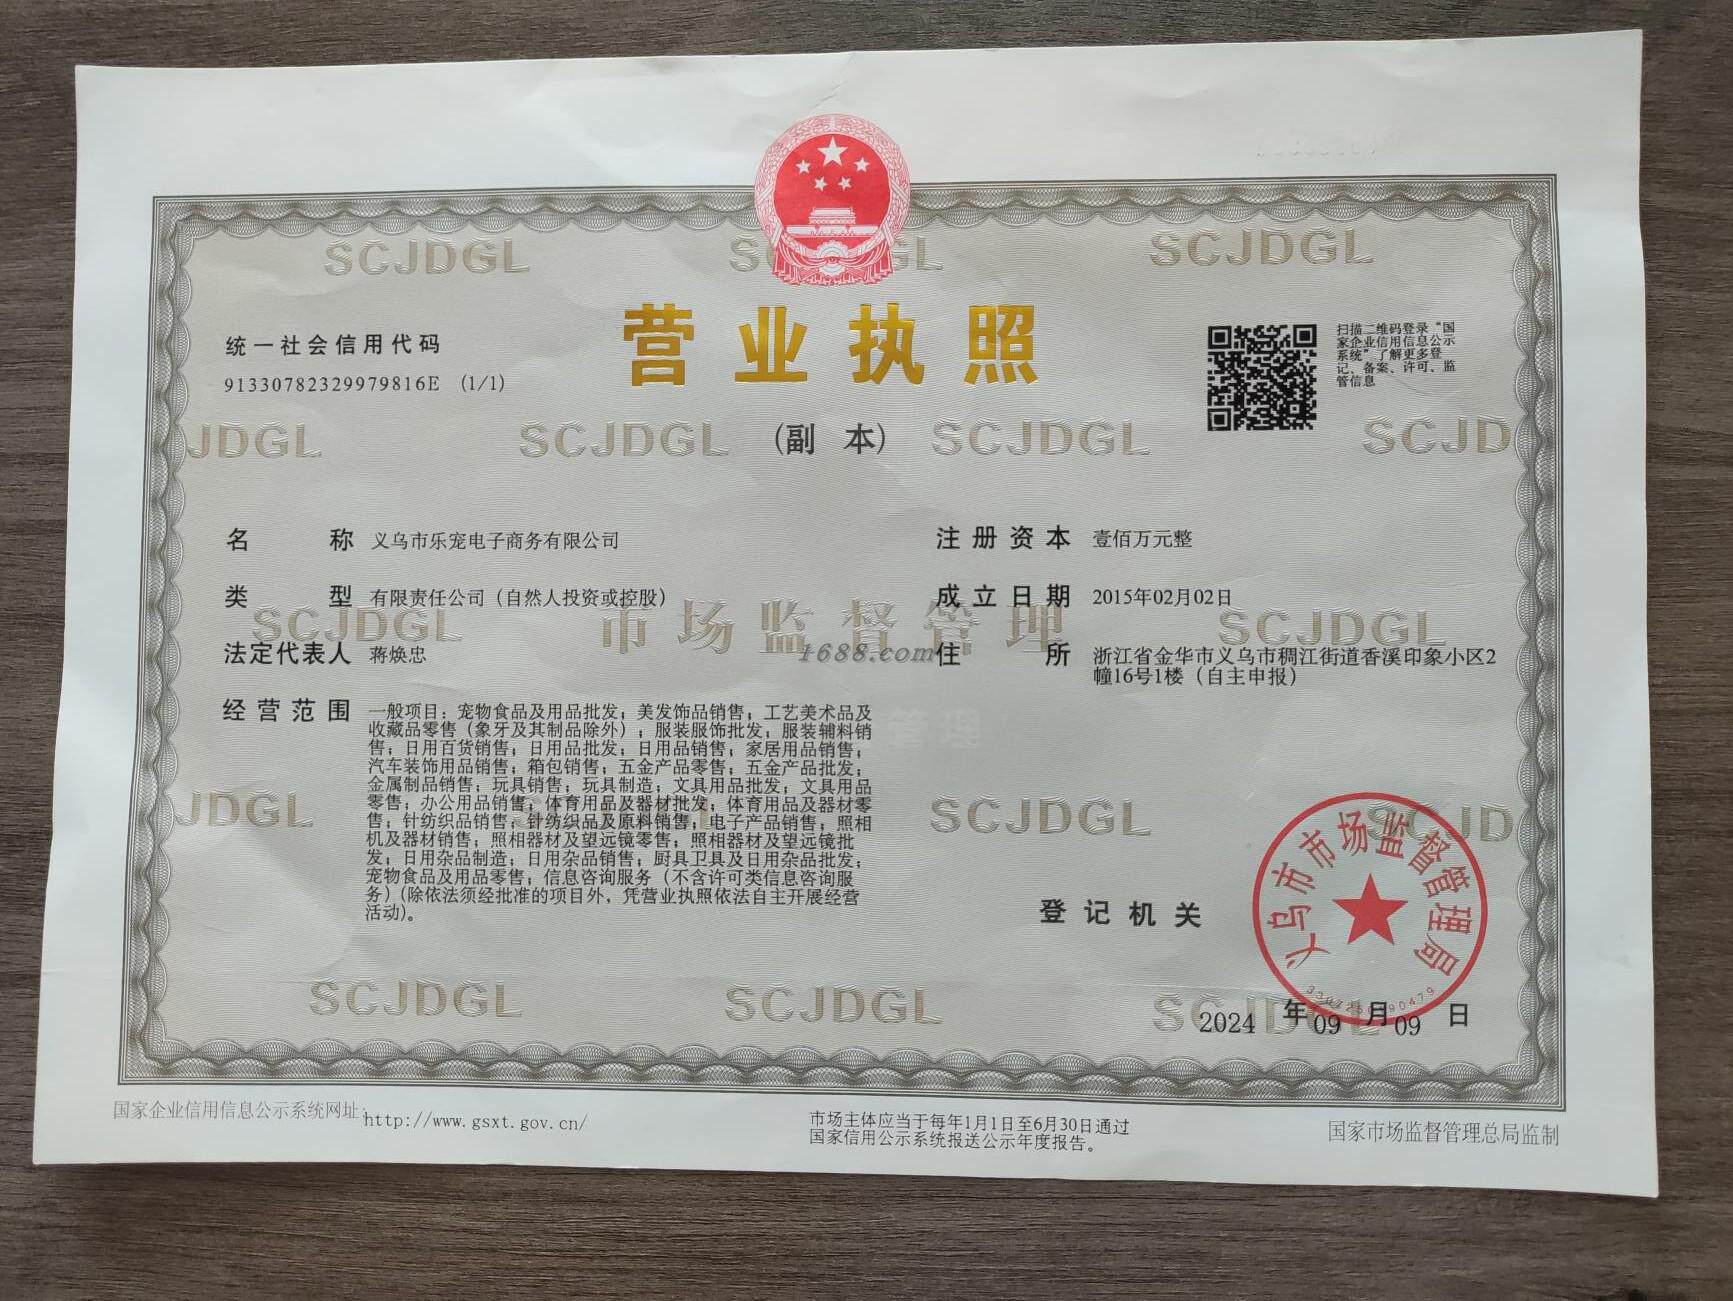 SCJDGL SCJDGL SCJDGL
营业执照
统一社会信用代码
91330782329979816E (1/1)
扫描二维码登录“国
家企业信用信息公示
系统”了解更多登
记、备案、许可、监
管信息
JDGL SCJDGL (副 本) SCJDGL SCJD
名 称 义乌市乐宠电子商务有限公司
类 型 有限责任公司（自然人投资或控股）
法定代表人 蒋焕忠
注册资本 壹佰万元整
成立日期 2015年02月02日
住 所 浙江省金华市义乌市稠江街道香溪印象小区2
幢16号1楼（自主申报）
SCJDGL 市场监督管理 SCJDGL
1688.com
经营范围 一般项目：宠物食品及用品批发；美发饰品销售；工艺美术品及
收藏品零售（象牙及其制品除外）；服装服饰批发；服装辅料销
售；日用百货销售；日用品批发；日用品销售；家居用品销售；
汽车装饰用品销售；箱包销售；五金产品零售；五金产品批发；
金属制品销售；玩具销售；玩具制造；文具用品批发；文具用品
零售；办公用品销售；体育用品及器材批发；体育用品及器材零
售；针纺织品销售；针纺织品及原料销售；电子产品销售；照相
机及器材销售；照相器材及望远镜零售；照相器材及望远镜批
发；日用杂品制造；日用杂品销售；厨具卫具及日用杂品批发；
宠物食品及用品零售；信息咨询服务（不含许可类信息咨询服
务）(除依法须经批准的项目外，凭营业执照依法自主开展经营
活动)。
管理
JDGL SCJDGL SCJD
登记机关
义乌市市场监督管理局
SCJDGL SCJDGL SCJDGL
2024 年 09 月 09 日
国家企业信用信息公示系统网址：http://www.gsxt.gov.cn/
市场主体应当于每年1月1日至6月30日通过
国家信用公示系统报送公示年度报告。
国家市场监督管理总局监制